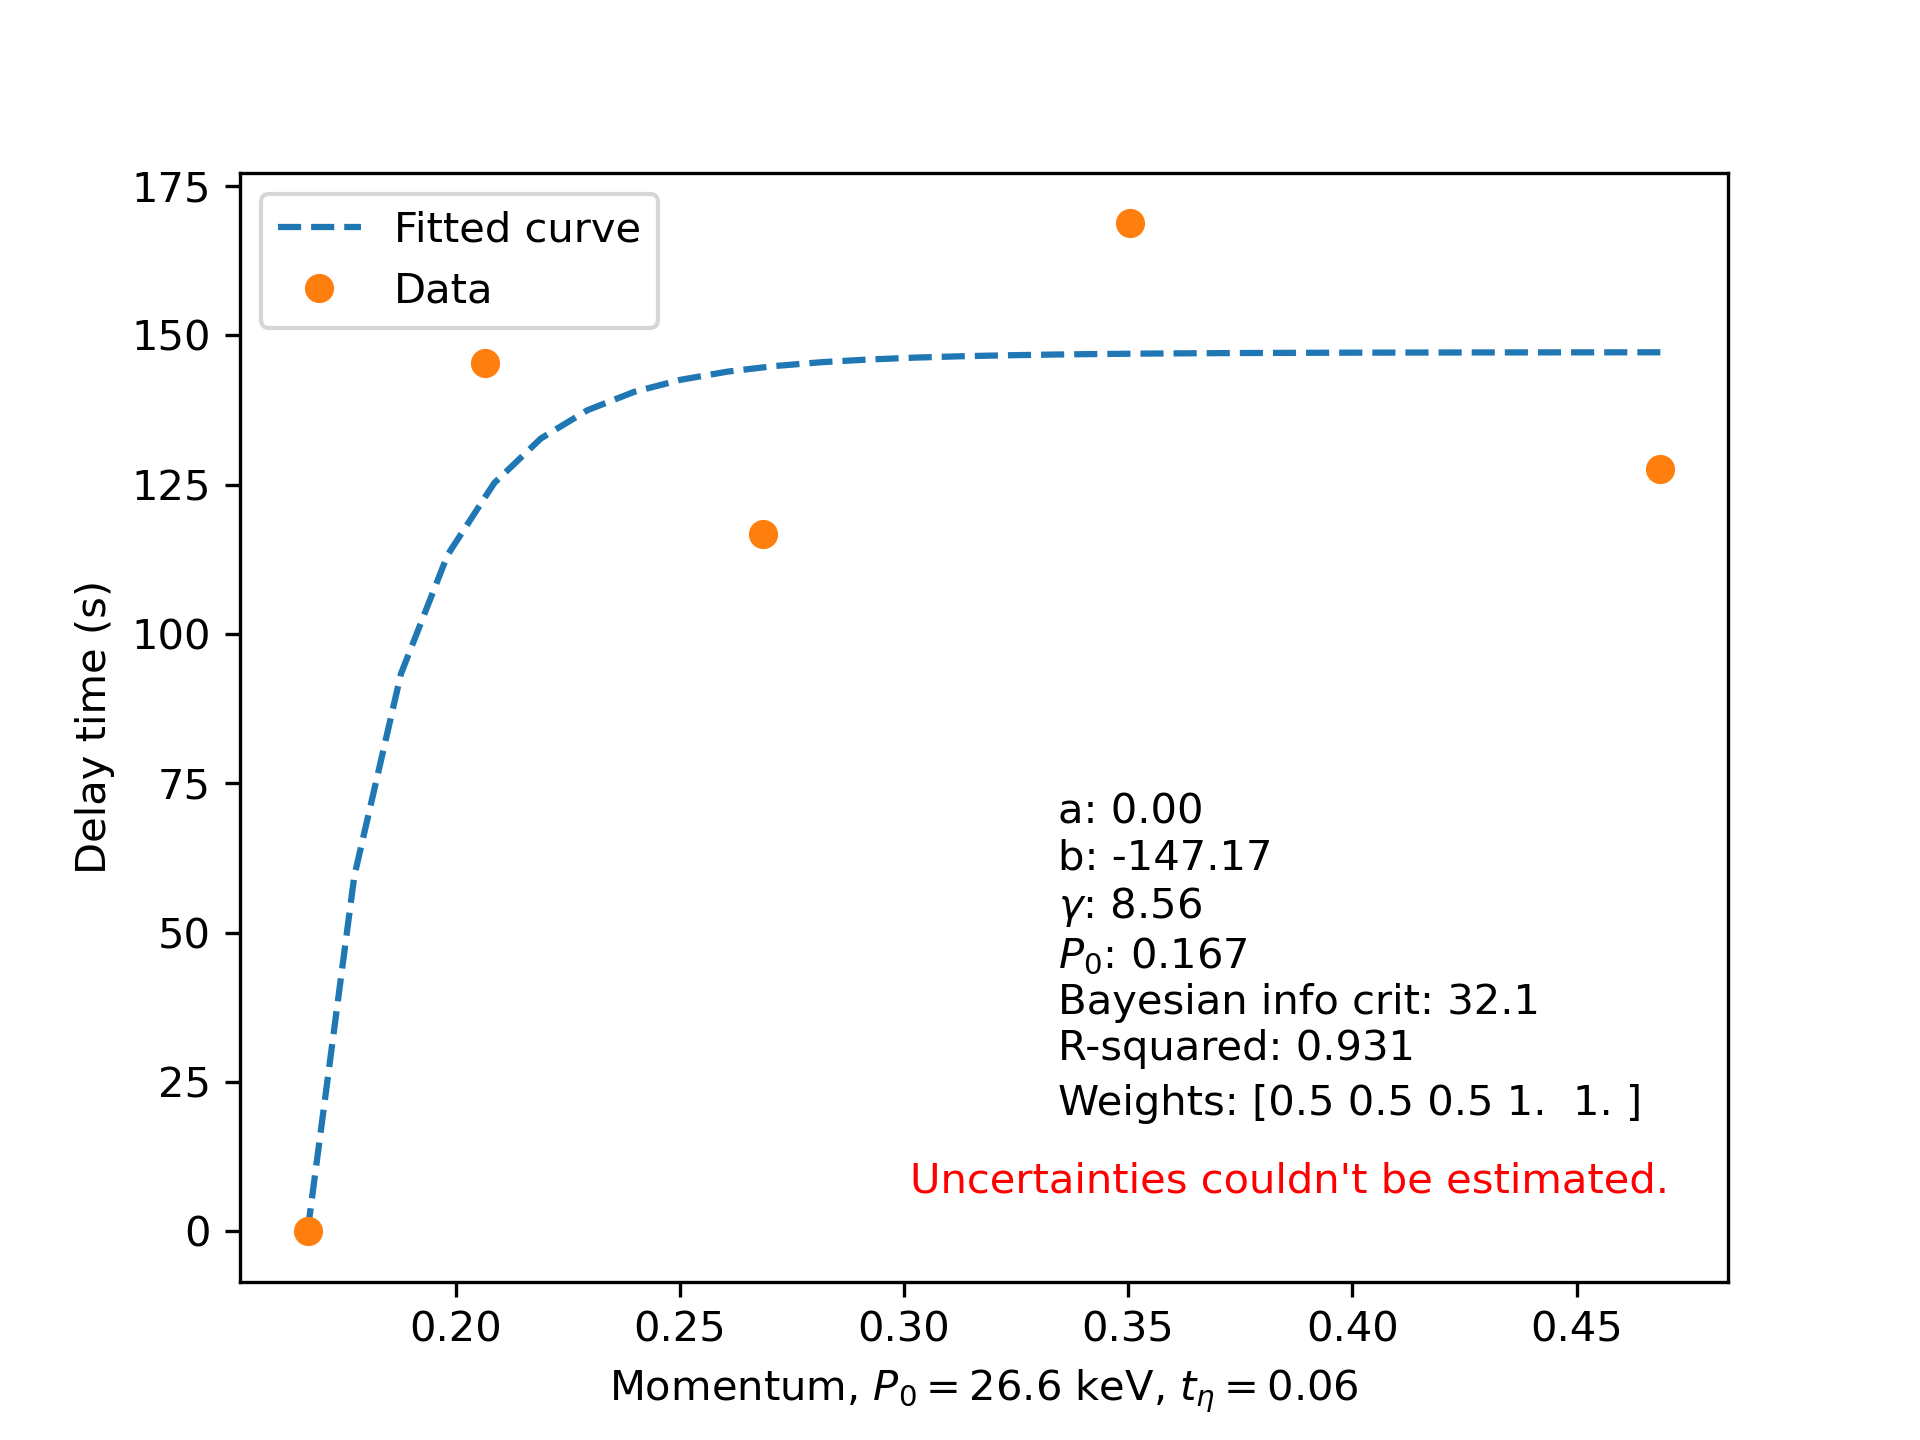 175
150
125
100
75
50
25
0
Delay time (s)
Fitted curve
Data
a: 0.00
b: -147.17
γ: 8.56
P₀: 0.167
Bayesian info crit: 32.1
R-squared: 0.931
Weights: [0.5 0.5 0.5 1.  1. ]
Uncertainties couldn't be estimated.
0.20 0.25 0.30 0.35 0.40 0.45
Momentum, P₀ = 26.6 keV, tη = 0.06